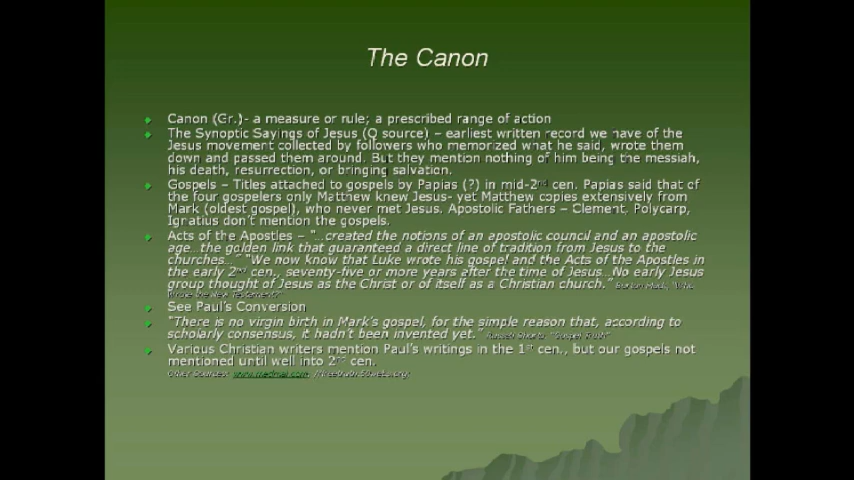 The Canon
Canon (Gr.)- a measure or rule; a prescribed range of action
The Synoptic Sayings of Jesus (Q source) – earliest written record we have of the
Jesus movement collected by followers who memorized what he said, wrote them
down and passed them around. But they mention nothing of him being the messiah,
his death, resurrection, or bringing salvation.
Gospels – Titles attached to gospels by Papias (?) in mid-2nd cen. Papias said that of
the four gospelers only Matthew knew Jesus- yet Matthew copies extensively from
Mark (oldest gospel), who never met Jesus. Apostolic Fathers – Clement, Polycarp,
Ignatius don't mention the gospels.
Acts of the Apostles – "...created the notions of an apostolic council and an apostolic
age...the golden link that guaranteed a direct line of tradition from Jesus to the
churches..." "We now know that Luke wrote his gospel and the Acts of the Apostles in
the early 2nd cen., seventy-five or more years after the time of Jesus...No early Jesus
group thought of Jesus as the Christ or of itself as a Christian church." Burton Mack, "Who
Wrote the New Testament?"
See Paul's Conversion
"There is no virgin birth in Mark's gospel, for the simple reason that, according to
scholarly consensus, it hadn't been invented yet."
Various Christian writers mention Paul's writings in the 1st cen., but our gospels not
mentioned until well into 2nd cen.
Other Sources: